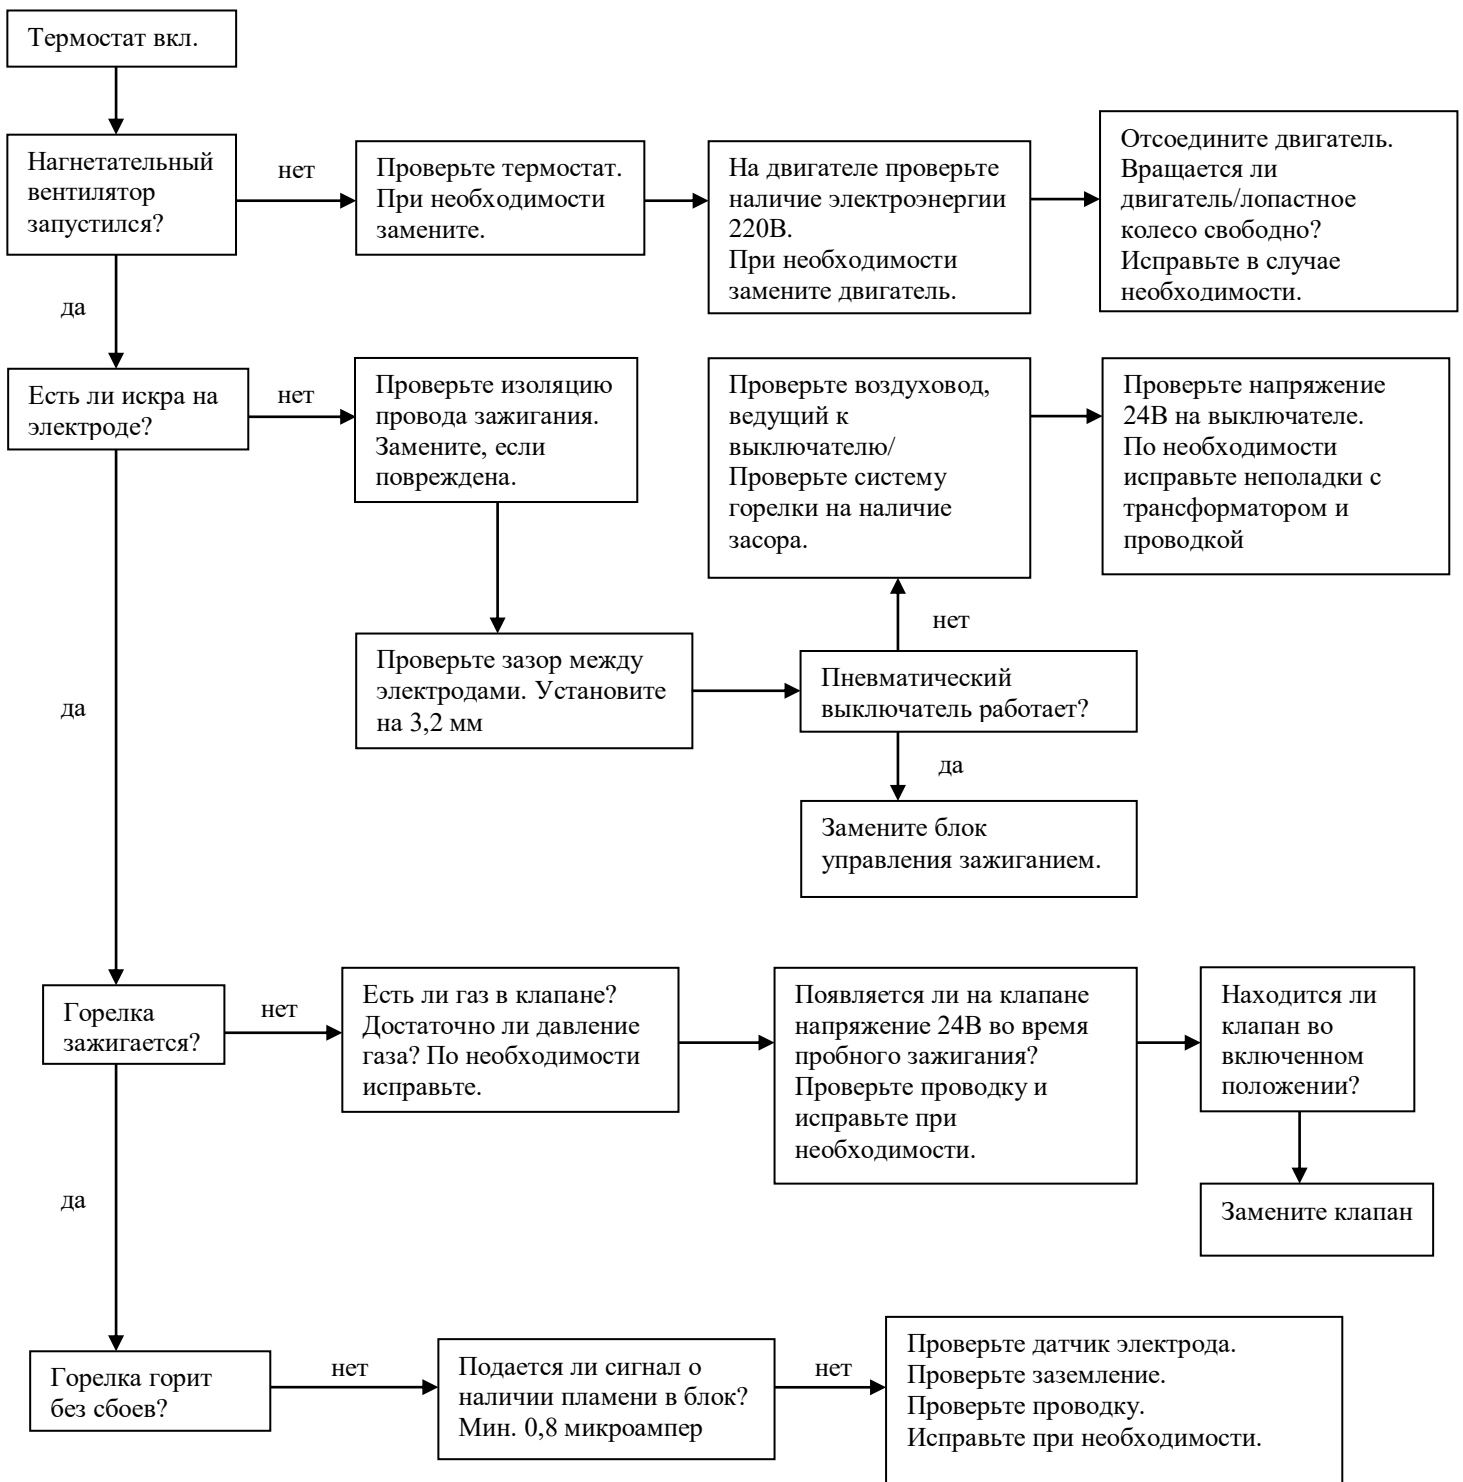 Термостат вкл.
Нагнетательный
вентилятор
запустился?
нет
Проверьте термостат.
При необходимости
замените.
На двигателе проверьте
наличие электроэнергии
220В.
При необходимости
замените двигатель.
Отсоедините двигатель.
Вращается ли
двигатель/лопастное
колесо свободно?
Исправьте в случае
необходимости.
да
Есть ли искра на
электроде?
нет
Проверьте изоляцию
провода зажигания.
Замените, если
повреждена.
Проверьте воздуховод,
ведущий к
выключателю/
Проверьте систему
горелки на наличие
засора.
Проверьте напряжение
24В на выключателе.
По необходимости
исправьте неполадки с
трансформатором и
проводкой
нет
Проверьте зазор между
электродами. Установите
на 3,2 мм
Пневматический
выключатель работает?
да
да
Замените блок
управления зажиганием.
Горелка
зажигается?
нет
Есть ли газ в клапане?
Достаточно ли давление
газа? По необходимости
исправьте.
Появляется ли на клапане
напряжение 24В во время
пробного зажигания?
Проверьте проводку и
исправьте при
необходимости.
Находится ли
клапан во
включенном
положении?
да
Замените клапан
Горелка горит
без сбоев?
нет
Подается ли сигнал о
наличии пламени в блок?
Мин. 0,8 микроампер
нет
Проверьте датчик электрода.
Проверьте заземление.
Проверьте проводку.
Исправьте при необходимости.